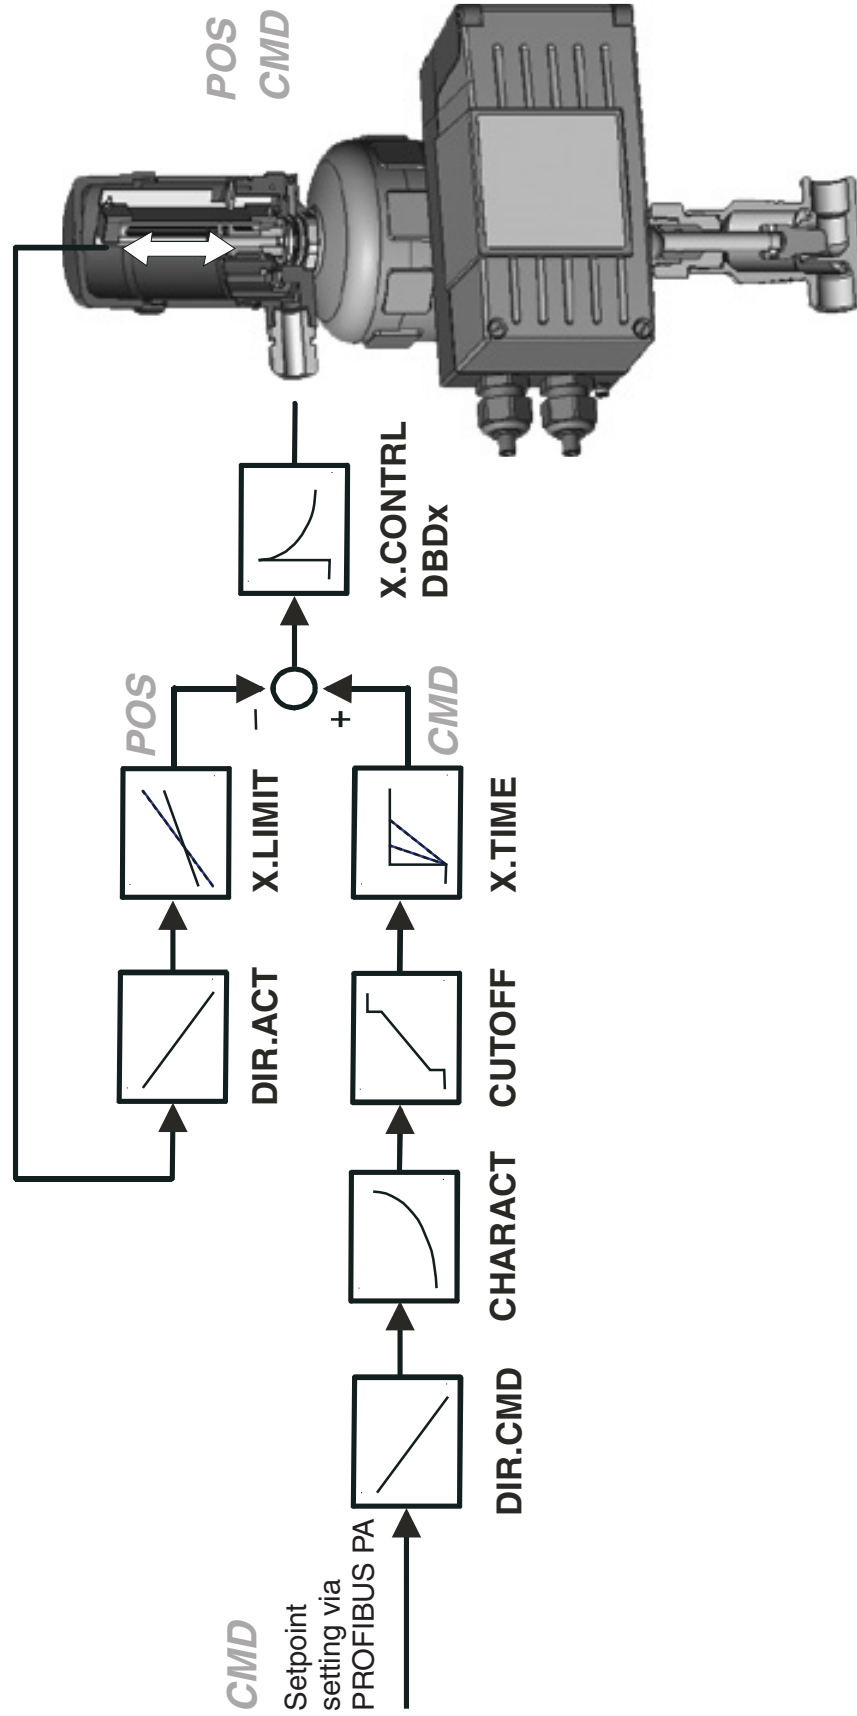 POS
CMD
CMD
Setpoint
setting via
PROFIBUS PA
DIR.CMD
CHARACT
CUTOFF
X.TIME
CMD
DIR.ACT
X.LIMIT
POS
–
+
X.CONTRL
DBDx